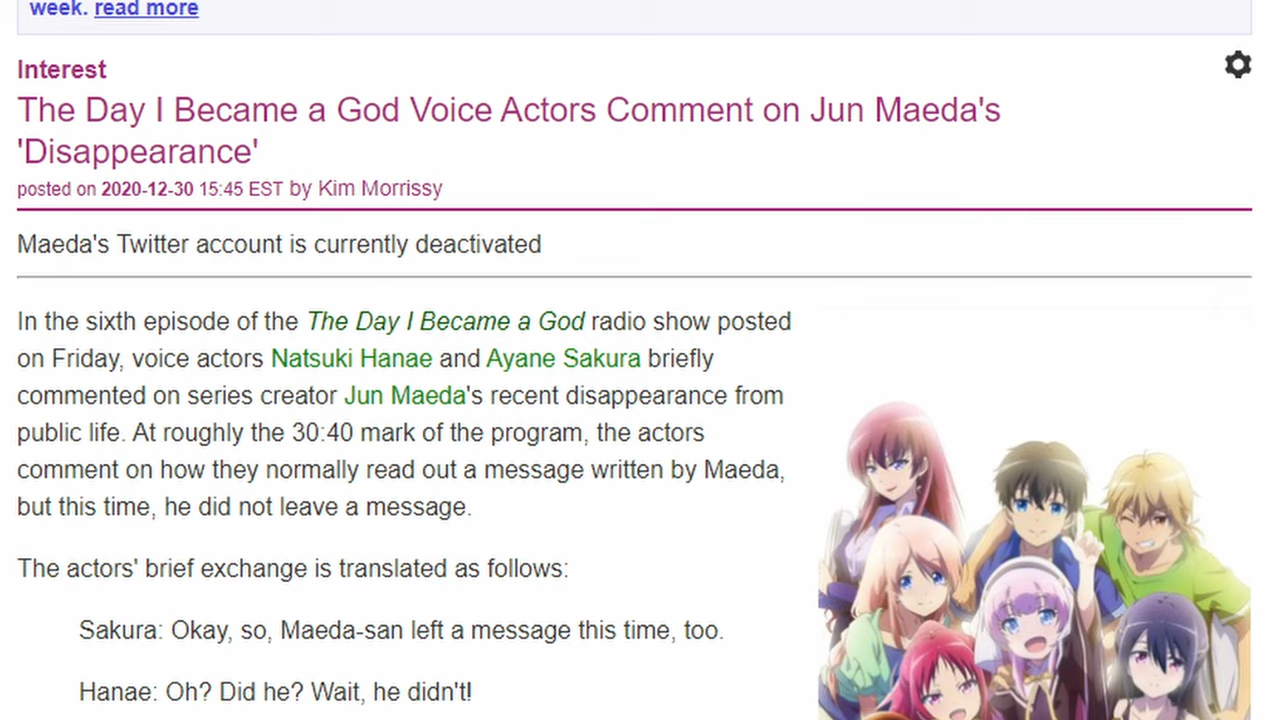 week. read more
Interest
The Day I Became a God Voice Actors Comment on Jun Maeda's
'Disappearance'
posted on 2020-12-30 15:45 EST by Kim Morrissy
Maeda's Twitter account is currently deactivated
In the sixth episode of the The Day I Became a God radio show posted
on Friday, voice actors Natsuki Hanae and Ayane Sakura briefly
commented on series creator Jun Maeda's recent disappearance from
public life. At roughly the 30:40 mark of the program, the actors
comment on how they normally read out a message written by Maeda,
but this time, he did not leave a message.
The actors' brief exchange is translated as follows:
Sakura: Okay, so, Maeda-san left a message this time, too.
Hanae: Oh? Did he? Wait, he didn't!